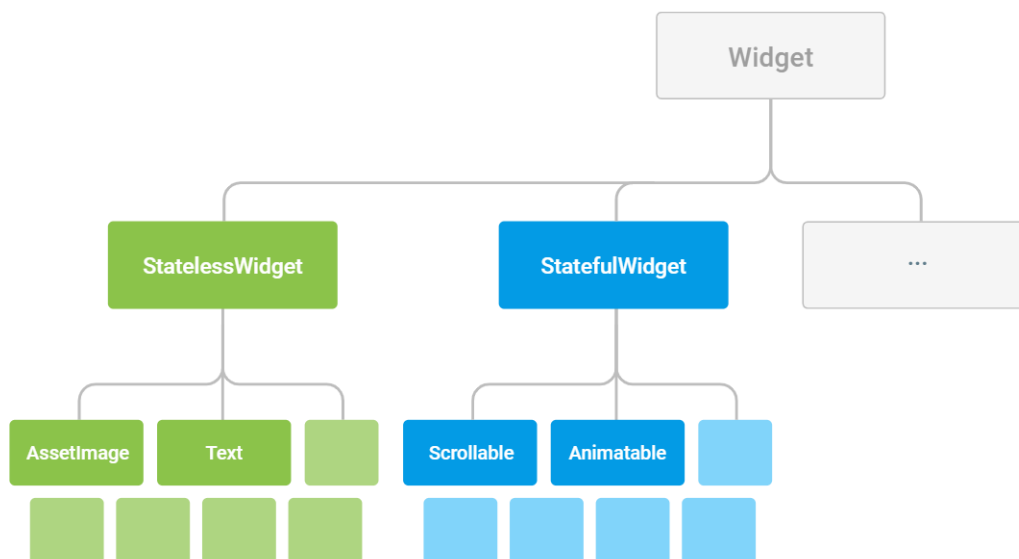 Widget
StatelessWidget
StatefulWidget
...
AssetImage
Text
Scrollable
Animatable